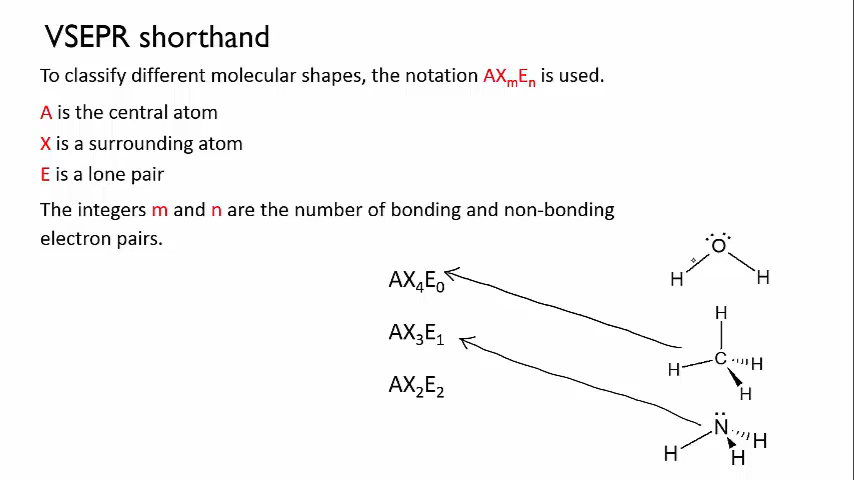 VSEPR shorthand
To classify different molecular shapes, the notation AXₘEₙ is used.
A is the central atom
X is a surrounding atom
E is a lone pair
The integers m and n are the number of bonding and non-bonding
electron pairs.
O
H H
AX₄E₀
H
AX₃E₁
H C H
H
AX₂E₂
N
H H H